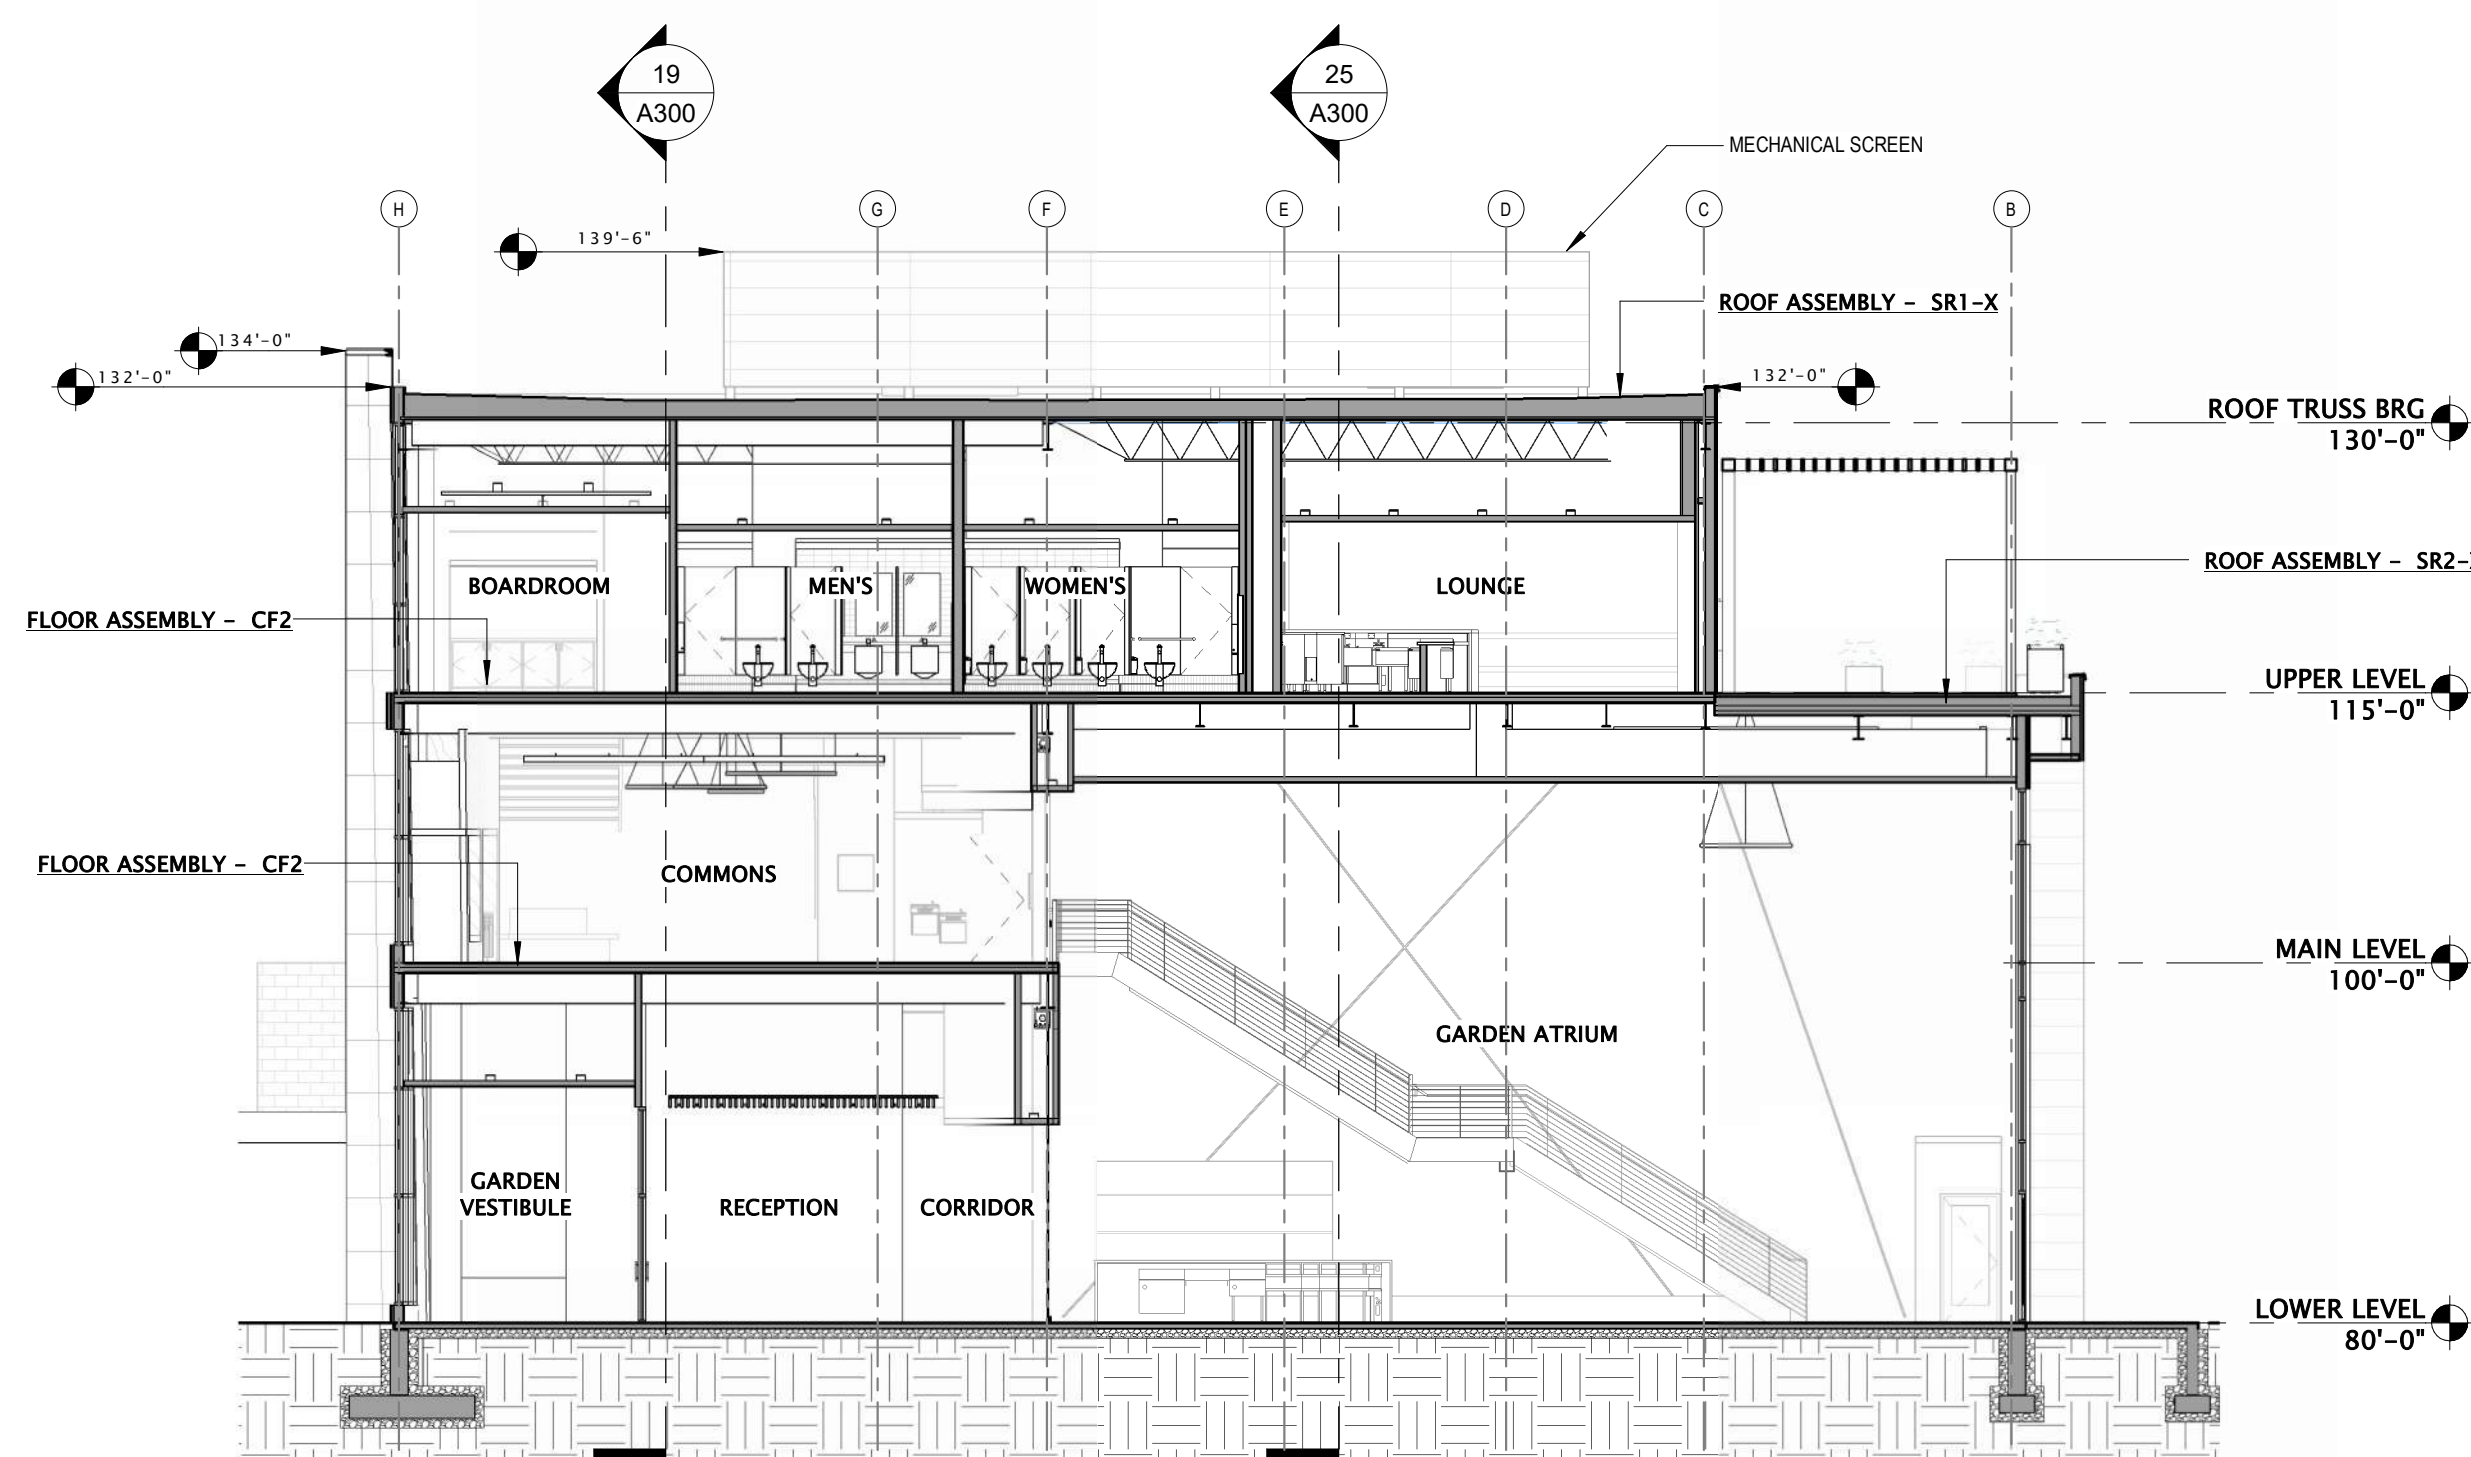 19
A300
25
A300
MECHANICAL SCREEN
H
G
F
E
D
C
B
139'-6"
ROOF ASSEMBLY - SR1-X
134'-0"
132'-0"
132'-0"
ROOF TRUSS BRG
130'-0"
ROOF ASSEMBLY - SR2-
BOARDROOM
MEN'S
WOMEN'S
LOUNGE
FLOOR ASSEMBLY - CF2
UPPER LEVEL
115'-0"
FLOOR ASSEMBLY - CF2
COMMONS
MAIN LEVEL
100'-0"
GARDEN ATRIUM
GARDEN
VESTIBULE
RECEPTION
CORRIDOR
LOWER LEVEL
80'-0"